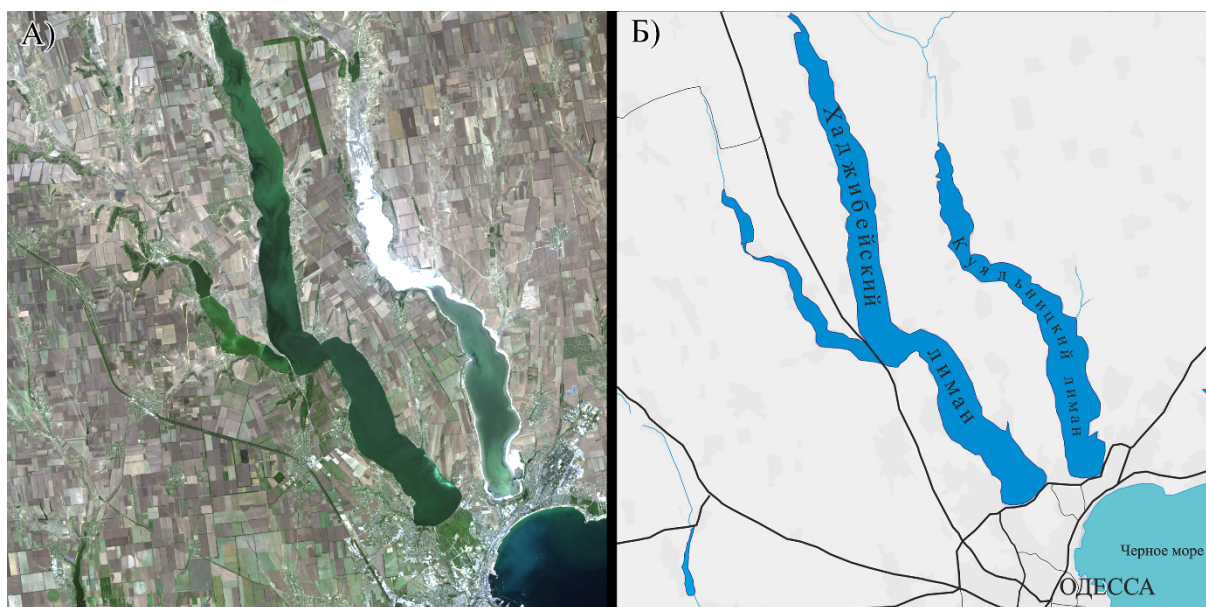 А)
Б)
Хаджибейский
лиман
Куяльницкий лиман
Черное море
ОДЕССА